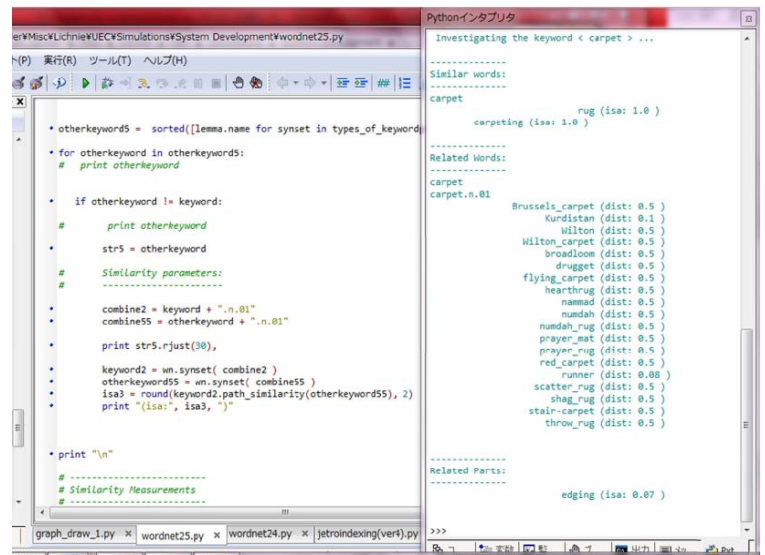 er¥Misc¥Lichnie¥UEC¥Simulations¥System Development¥wordnet25.py
(P) 実行(R) ツール(T) ヘルプ(H)
otherkeyword5 = sorted([lemma.name for synset in types_of_keyword
for otherkeyword in otherkeyword5:
# print otherkeyword
if otherkeyword != keyword:
# print otherkeyword
str5 = otherkeyword
# Similarity parameters:
# ----------------------
combine2 = keyword + ".n.01"
combine55 = otherkeyword + ".n.01"
print str5.rjust(30),
keyword2 = wn.synset( combine2 )
otherkeyword55 = wn.synset( combine55 )
isa3 = round(keyword2.path_similarity(otherkeyword55), 2)
print "(isa:", isa3, ")"
print "\n"
# -------------------------
# Similarity Measurements
# -------------------------
graph_draw_1.py × wordnet25.py × wordnet24.py × jetroindexing(ver4).py
Pythonインタプリタ
Investigating the keyword < carpet > ...
--------------
Similar words:
--------------
carpet
rug (isa: 1.0 )
carpeting (isa: 1.0 )
--------------
Related Words:
--------------
carpet
carpet.n.01
Brussels_carpet (dist: 0.5 )
Kurdistan (dist: 0.1 )
Wilton (dist: 0.5 )
Wilton_carpet (dist: 0.5 )
broadloom (dist: 0.5 )
drugget (dist: 0.5 )
flying_carpet (dist: 0.5 )
hearthrug (dist: 0.5 )
nammad (dist: 0.5 )
numdah (dist: 0.5 )
numdah_rug (dist: 0.5 )
prayer_mat (dist: 0.5 )
prayer_rug (dist: 0.5 )
red_carpet (dist: 0.5 )
runner (dist: 0.08 )
scatter_rug (dist: 0.5 )
shag_rug (dist: 0.5 )
stair-carpet (dist: 0.5 )
throw_rug (dist: 0.5 )
--------------
Related Parts:
--------------
edging (isa: 0.07 )
>>>